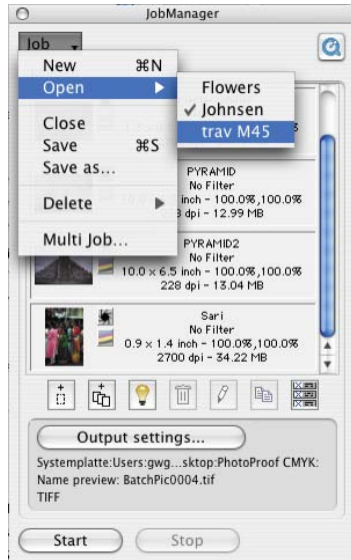 JobManager
Job
New ⌘N
Open
Close
Save ⌘S
Save as...
Delete
Multi Job...
Flowers
✓ Johnsen
trav M45
PYRAMID
No Filter
inch - 100.0%,100.0%
dpi - 12.99 MB
PYRAMID2
No Filter
10.0 x 6.5 inch - 100.0%,100.0%
228 dpi - 13.04 MB
Sari
No Filter
0.9 x 1.4 inch - 100.0%,100.0%
2700 dpi - 34.22 MB
Output settings...
Systemplatte:Users:gwg...sktop:PhotoProof CMYK:
Name preview: BatchPic0004.tif
TIFF
Start
Stop